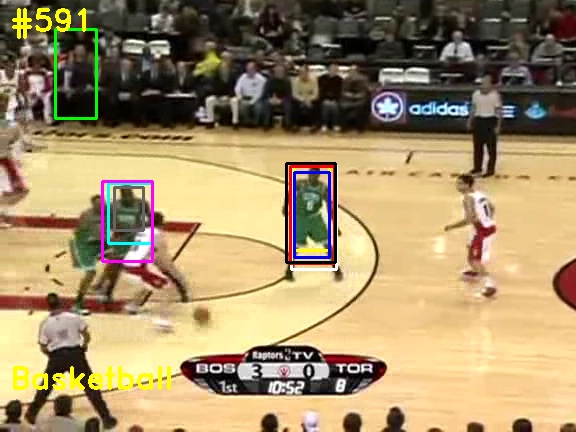 #591
adidas
Raptors TV
BOS 3 0 TOR
1st 10:52 8
Basketball